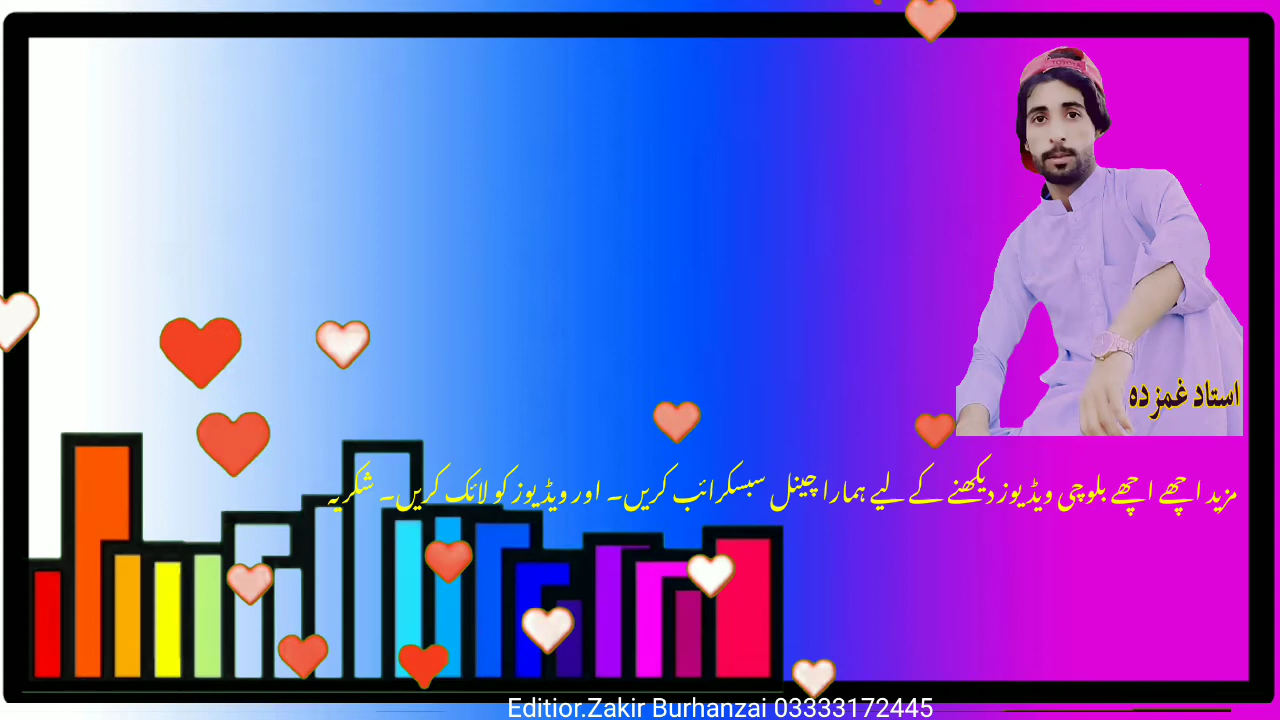 استاد غمزدہ
مزید اچھے اچھے بلوچی ویڈیوز دیکھنے کے لیے ہمارا چینل سبسکرائب کریں۔ اور ویڈیوز کو لائک کریں۔ شکریہ
Editior.Zakir Burhanzai 03333172445